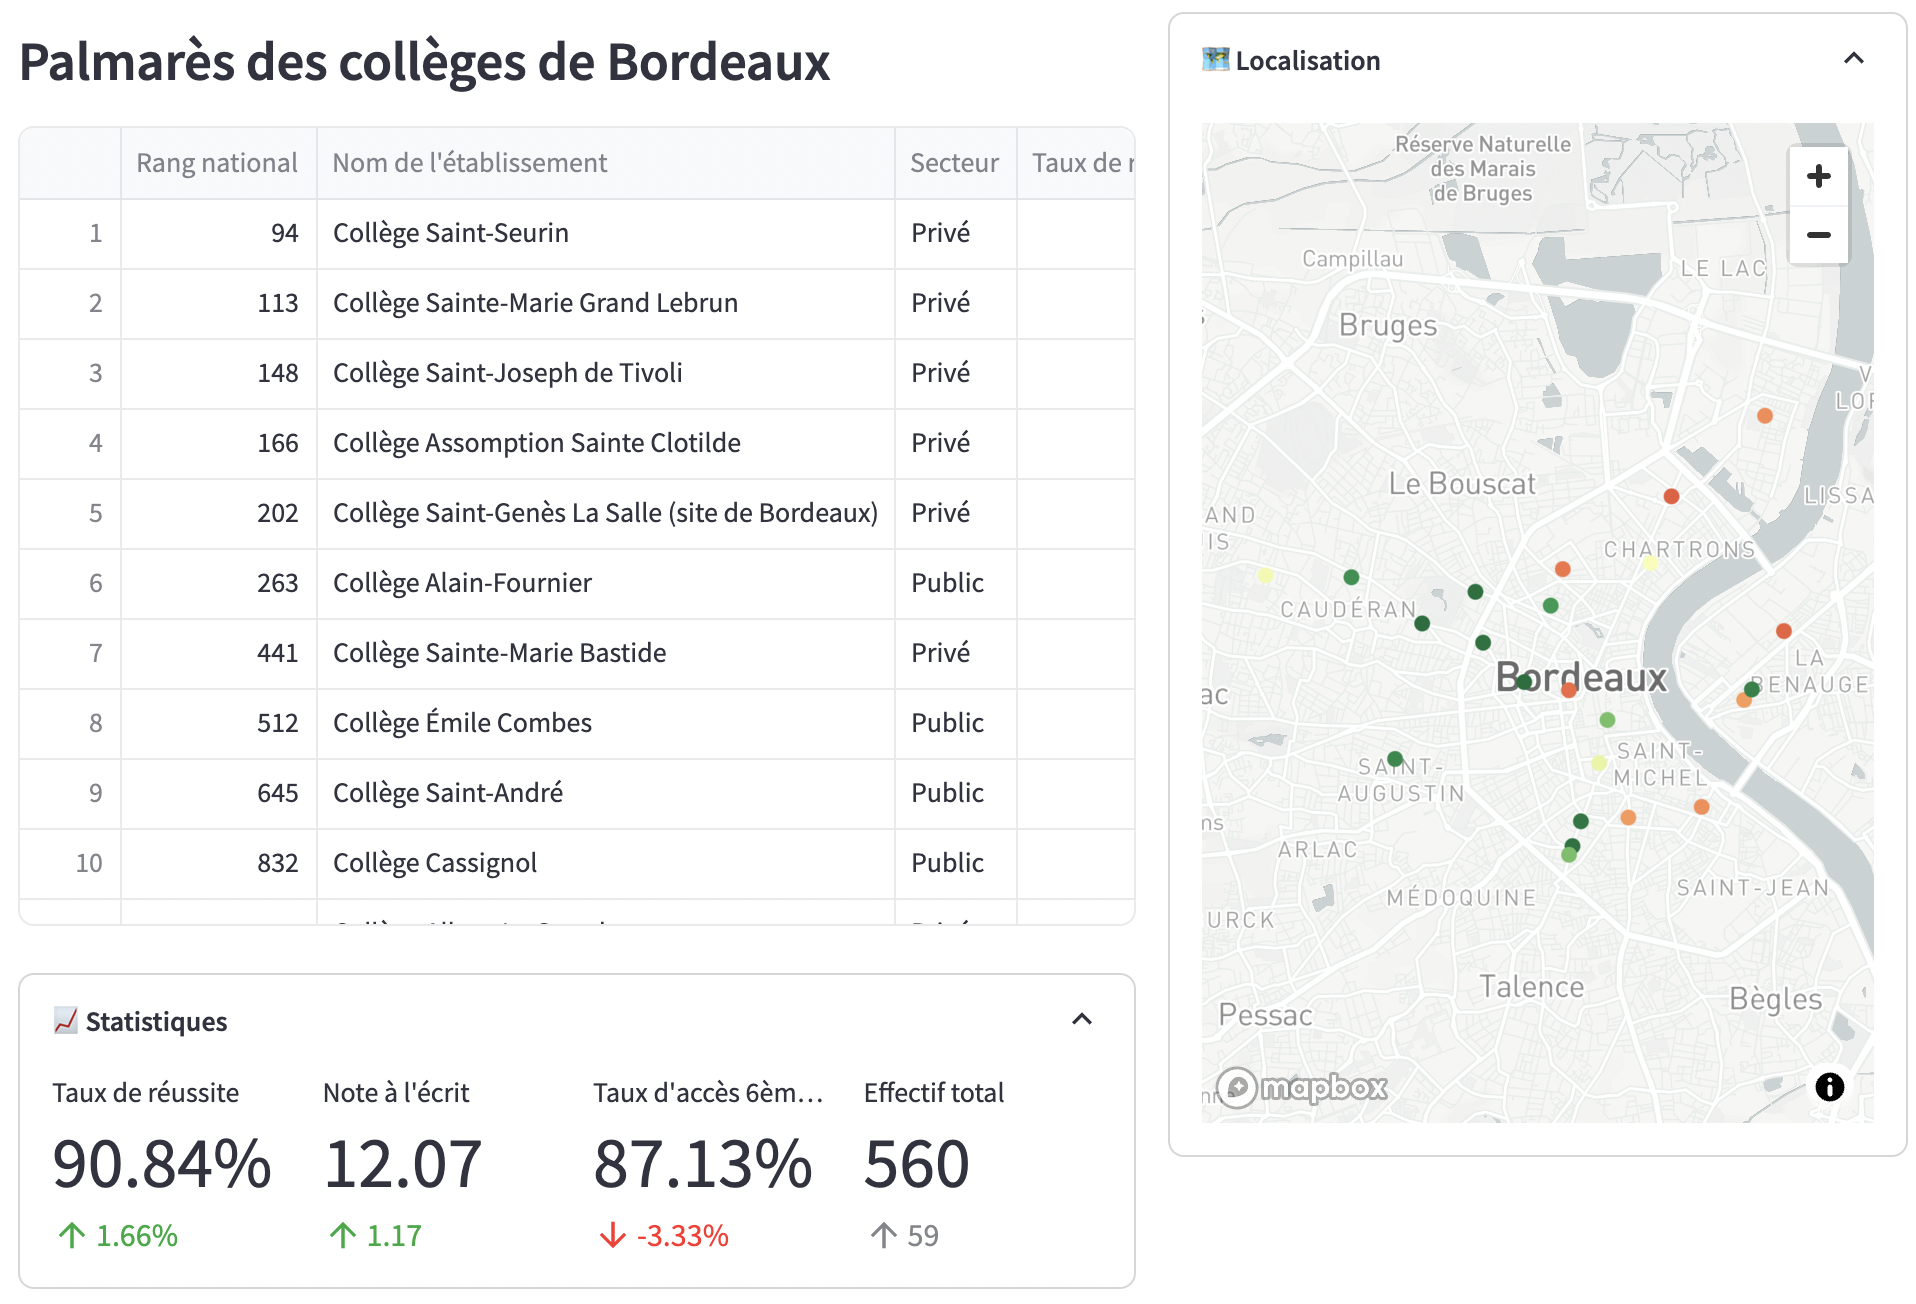 Palmarès des collèges de Bordeaux
Rang national Nom de l'établissement Secteur Taux de r
1 94 Collège Saint-Seurin Privé
2 113 Collège Sainte-Marie Grand Lebrun Privé
3 148 Collège Saint-Joseph de Tivoli Privé
4 166 Collège Assomption Sainte Clotilde Privé
5 202 Collège Saint-Genès La Salle (site de Bordeaux) Privé
6 263 Collège Alain-Fournier Public
7 441 Collège Sainte-Marie Bastide Privé
8 512 Collège Émile Combes Public
9 645 Collège Saint-André Public
10 832 Collège Cassignol Public
Statistiques
Taux de réussite Note à l'écrit Taux d'accès 6èm… Effectif total
90.84% 12.07 87.13% 560
↑ 1.66% ↑ 1.17 ↓ -3.33% ↑ 59
Localisation
Réserve Naturelle
des Marais
de Bruges
+
−
Campillau
LE LAC
Bruges
Le Bouscat
LISSA
AND
IS
CHARTRONS
CAUDÉRAN
Bordeaux
LA
BENAUGE
ac
SAINT-
MICHEL
SAINT-
AUGUSTIN
ns
ARLAC
MÉDOQUINE
SAINT-JEAN
URCK
Talence
Bègles
Pessac
mapbox